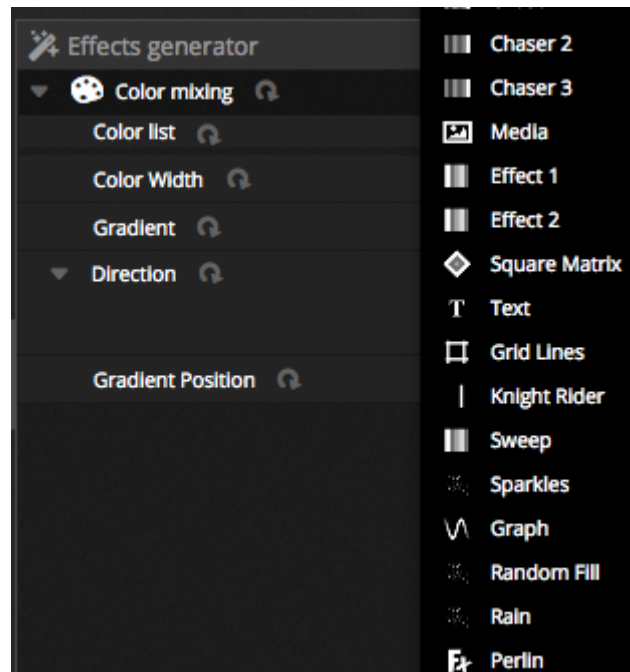 Effects generator
Color mixing
Color list
Color Width
Gradient
Direction
Gradient Position
Chaser 2
Chaser 3
Media
Effect 1
Effect 2
Square Matrix
Text
Grid Lines
Knight Rider
Sweep
Sparkles
Graph
Random Fill
Rain
Perlin